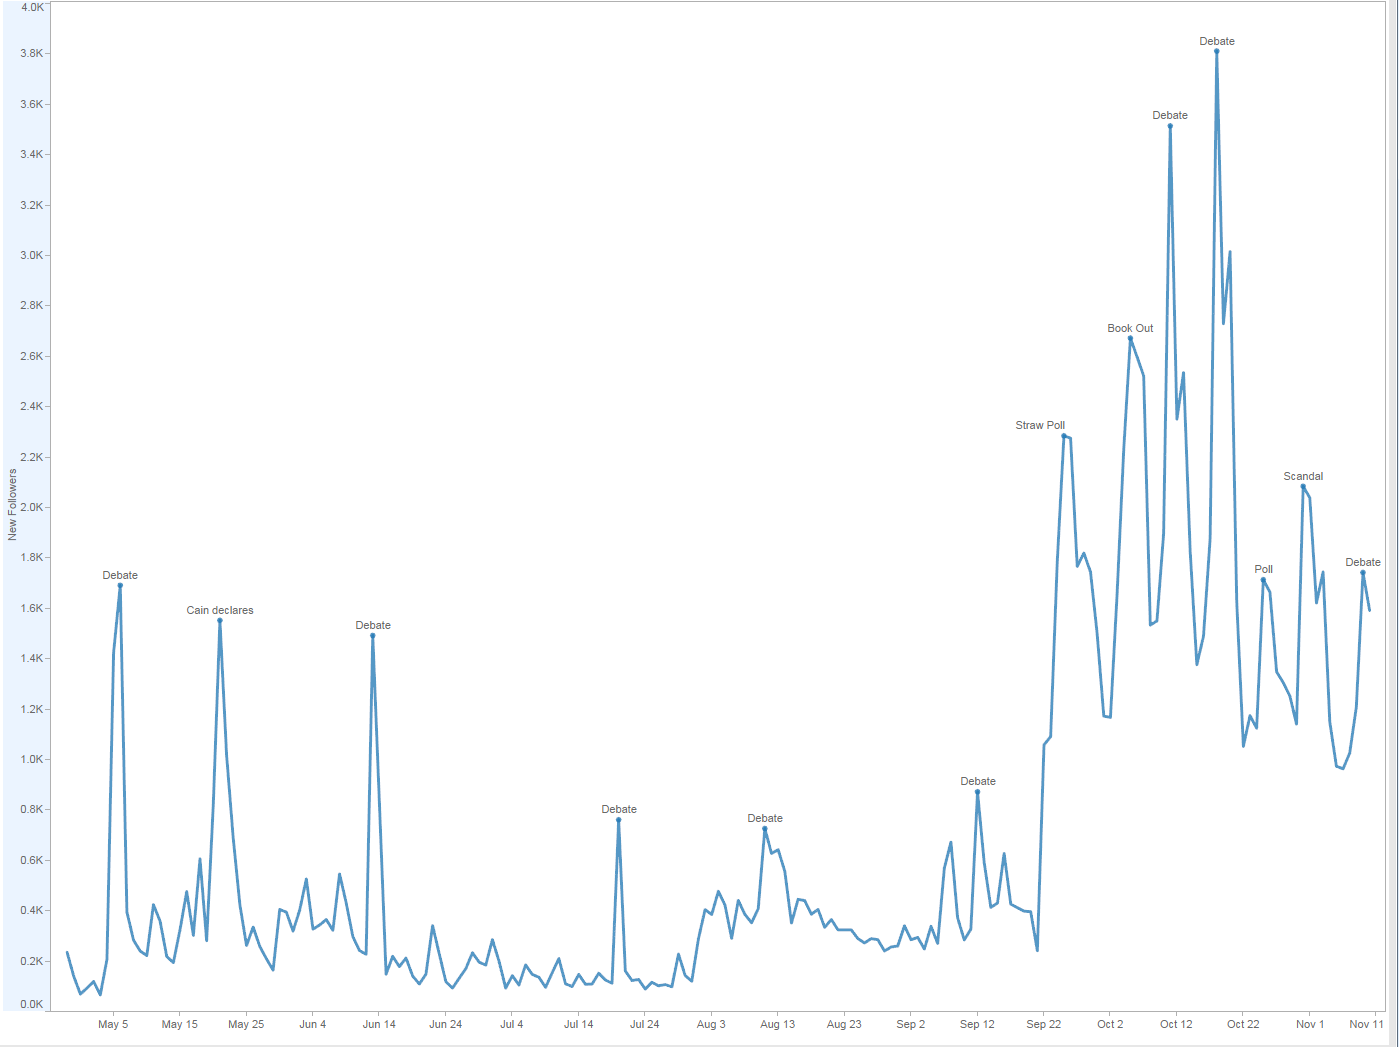 4.0K
3.8K
3.6K
3.4K
3.2K
3.0K
2.8K
2.6K
2.4K
2.2K
2.0K
1.8K
1.6K
1.4K
1.2K
1.0K
0.8K
0.6K
0.4K
0.2K
0.0K
New Followers
Debate
Cain declares
Debate
Debate
Debate
Debate
Straw Poll
Book Out
Debate
Debate
Poll
Scandal
Debate
May 5
May 15
May 25
Jun 4
Jun 14
Jun 24
Jul 4
Jul 14
Jul 24
Aug 3
Aug 13
Aug 23
Sep 2
Sep 12
Sep 22
Oct 2
Oct 12
Oct 22
Nov 1
Nov 11